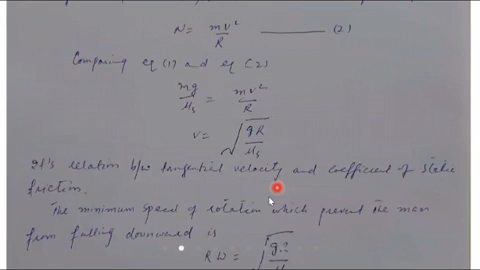 N = mv²/R ——— (2)
Comparing eq (1) and eq (2)
mg/μs = mv²/R
v = √(gR/μs)
It's relation b/w tangential velocity and coefficient of static
friction.
The minimum speed of rotation which prevent the man
from falling downward is
Rω =